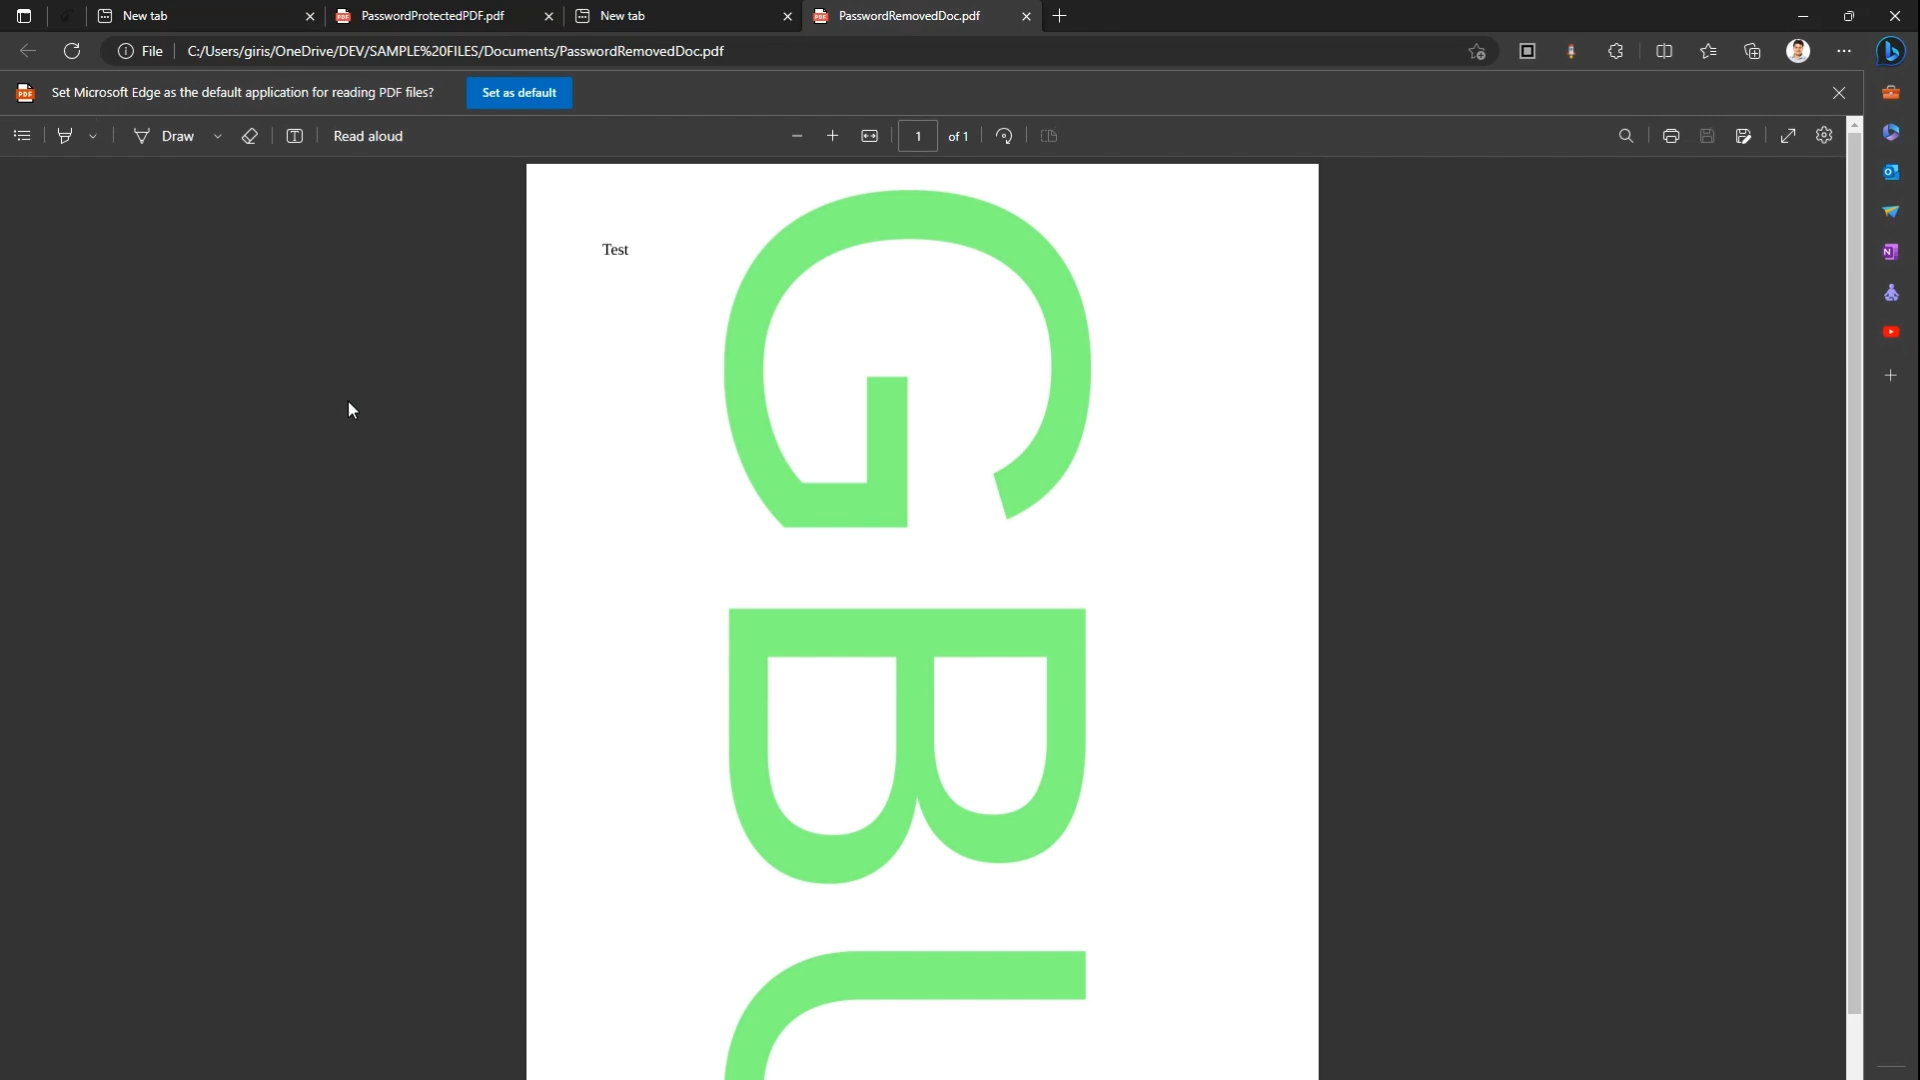 New tab
PasswordProtectedPDF.pdf
New tab
PasswordRemovedDoc.pdf
File
C:/Users/giris/OneDrive/DEV/SAMPLE%20FILES/Documents/PasswordRemovedDoc.pdf
Set Microsoft Edge as the default application for reading PDF files?
Set as default
Draw
Read aloud
1 of 1
Test
G
B
U